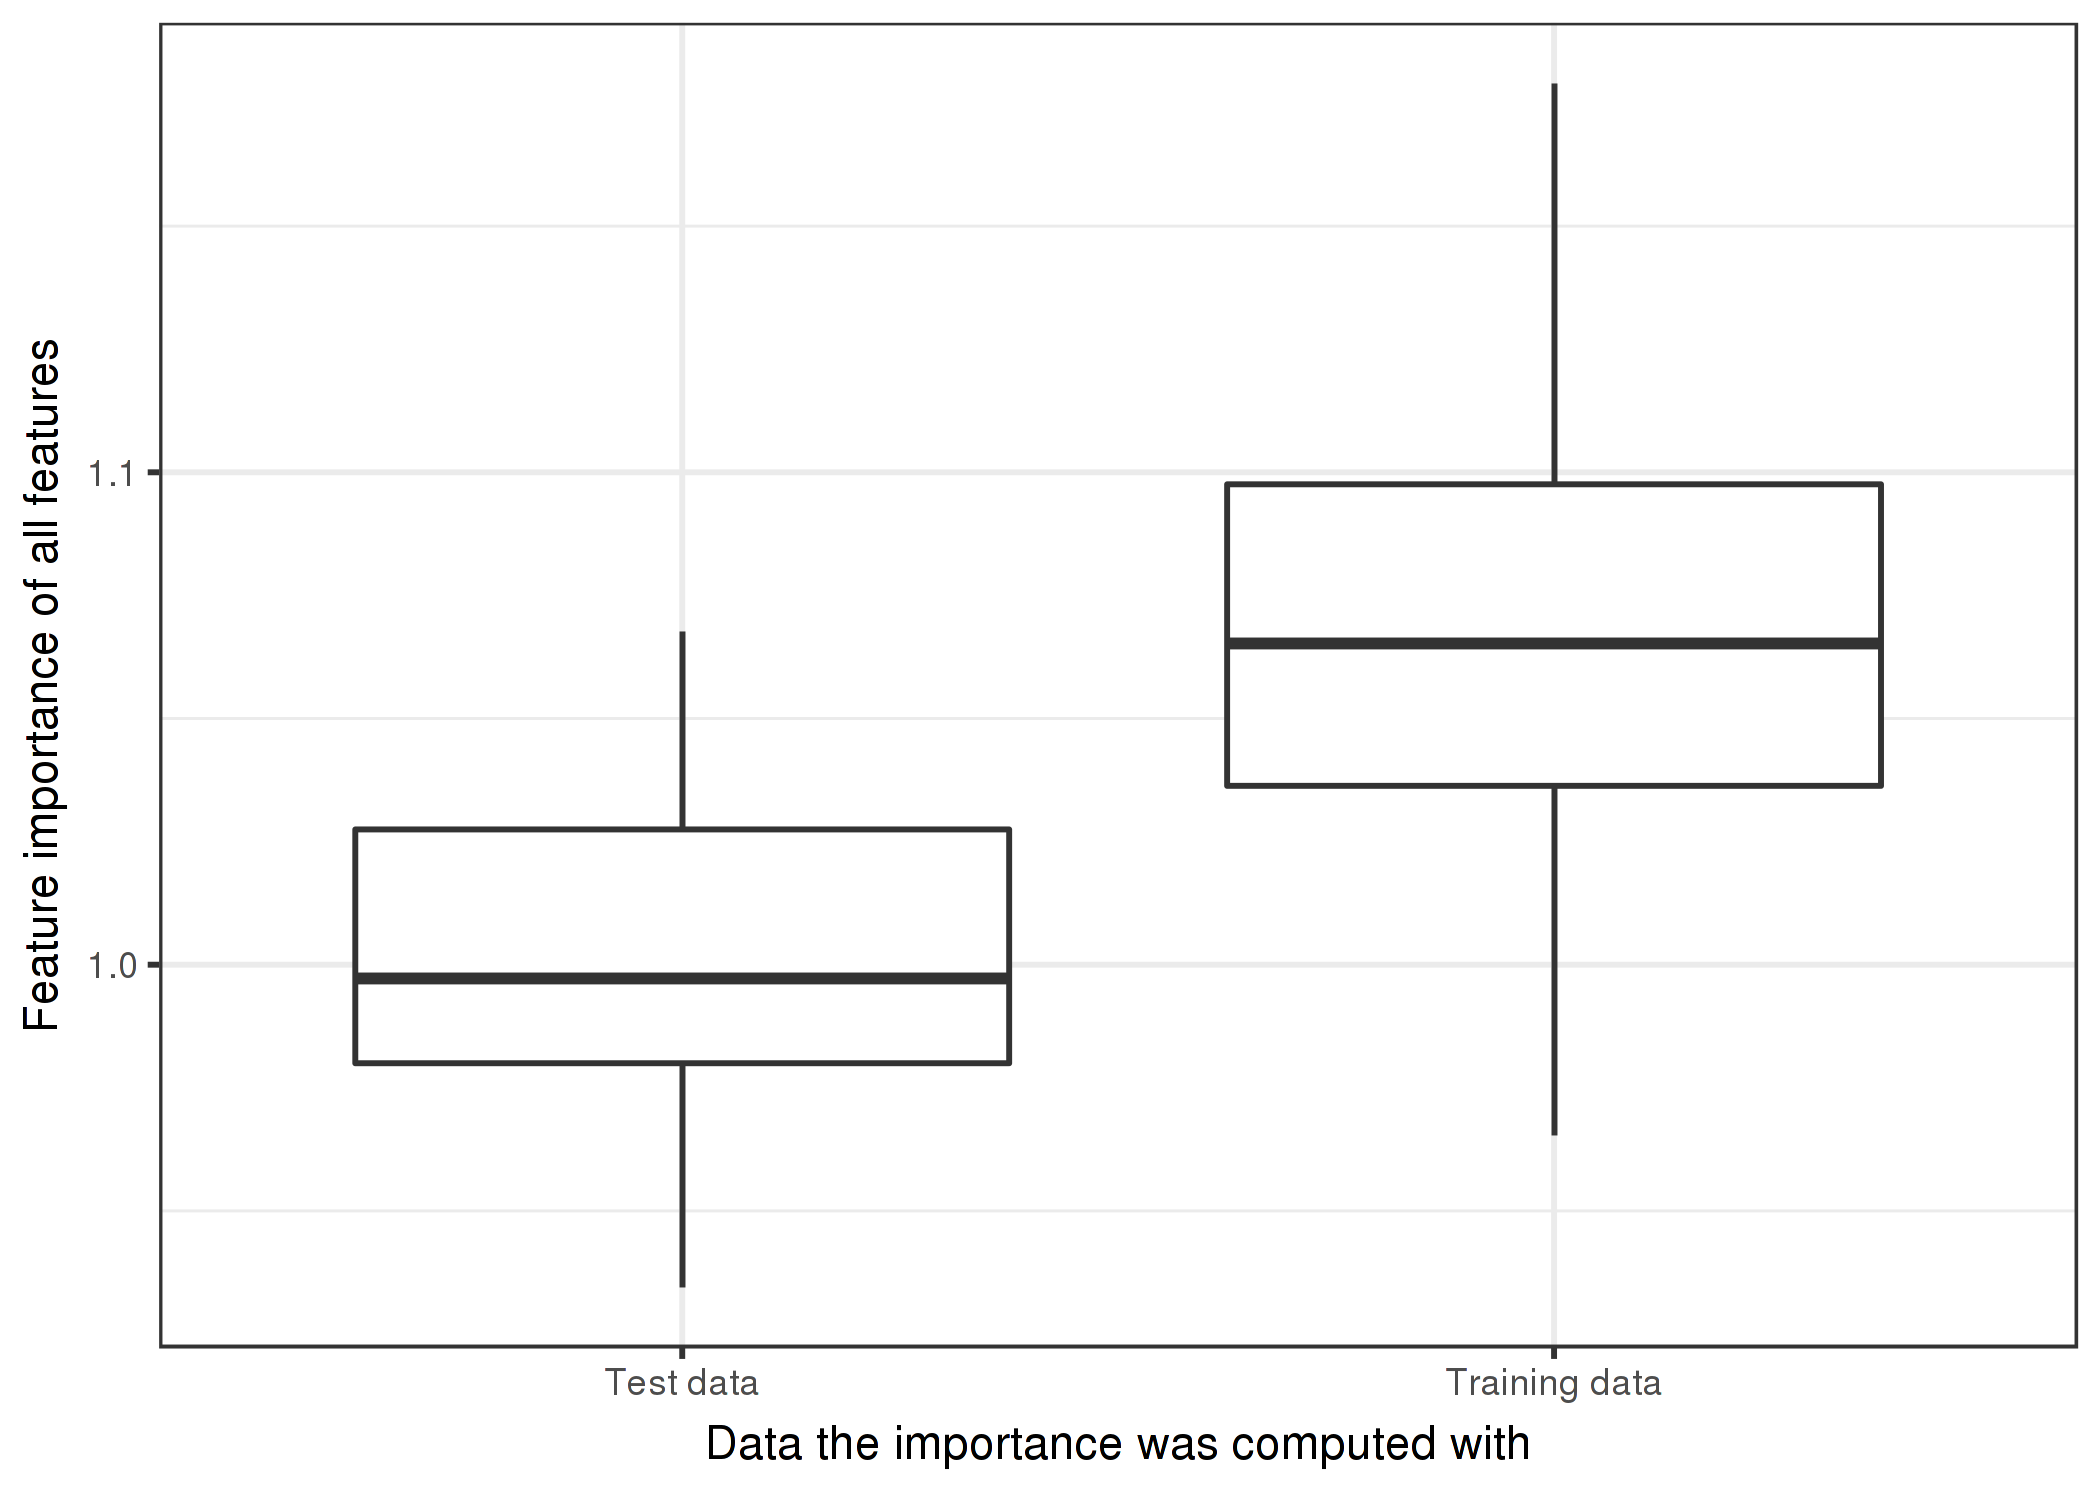 Feature importance of all features
1.1
1.0
Test data
Training data
Data the importance was computed with